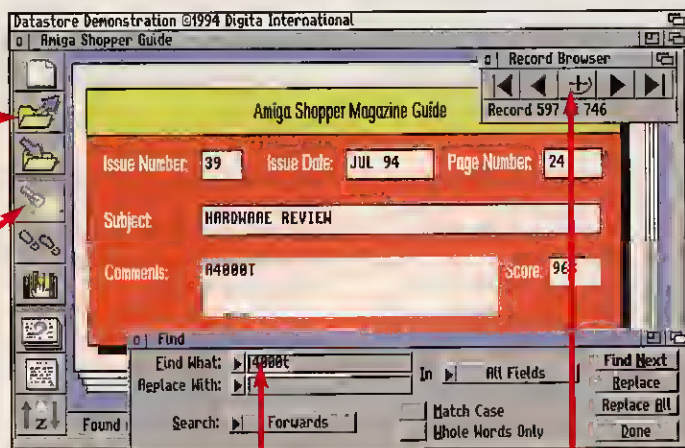 Datastore Demonstration ©1994 Digita International
Amiga Shopper Guide
Record Browser
Record 597 746
Amiga Shopper Magazine Guide
Issue Number: 39 Issue Date: JUL 94 Page Number: 24
Subject: HARDWARE REVIEW
Comments: A4000T Score: 96%
Find
Find What: 4000t In All Fields Find Next
Replace With: Replace
Search: Forwards Match Case Replace All
Whole Words Only Done
Found